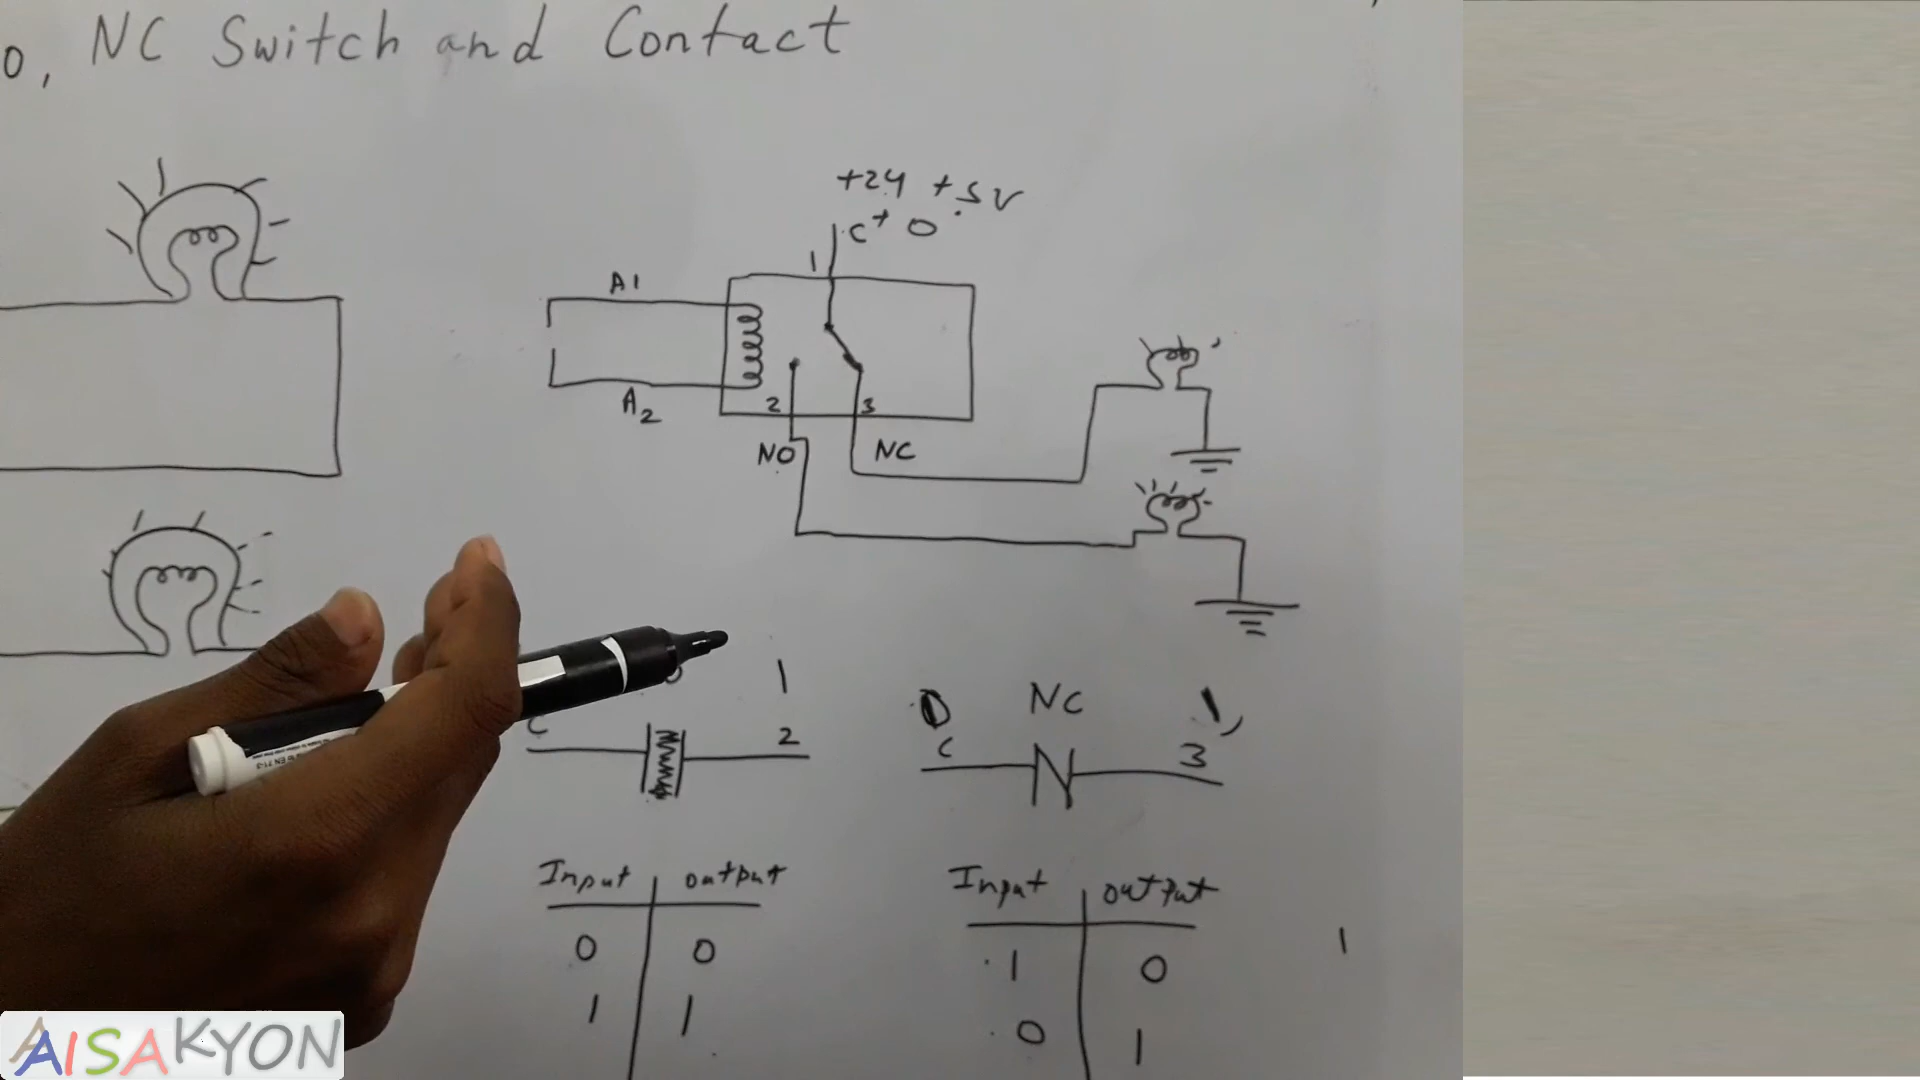 O, NC Switch and Contact
+24 +5V
C+ O
1
A1
A2
2
3
NO
NC
C
1
2
0
NC
1
C
3
Input output
0 0
1 1
Input output
1 0
0 1
1
AISAKYON